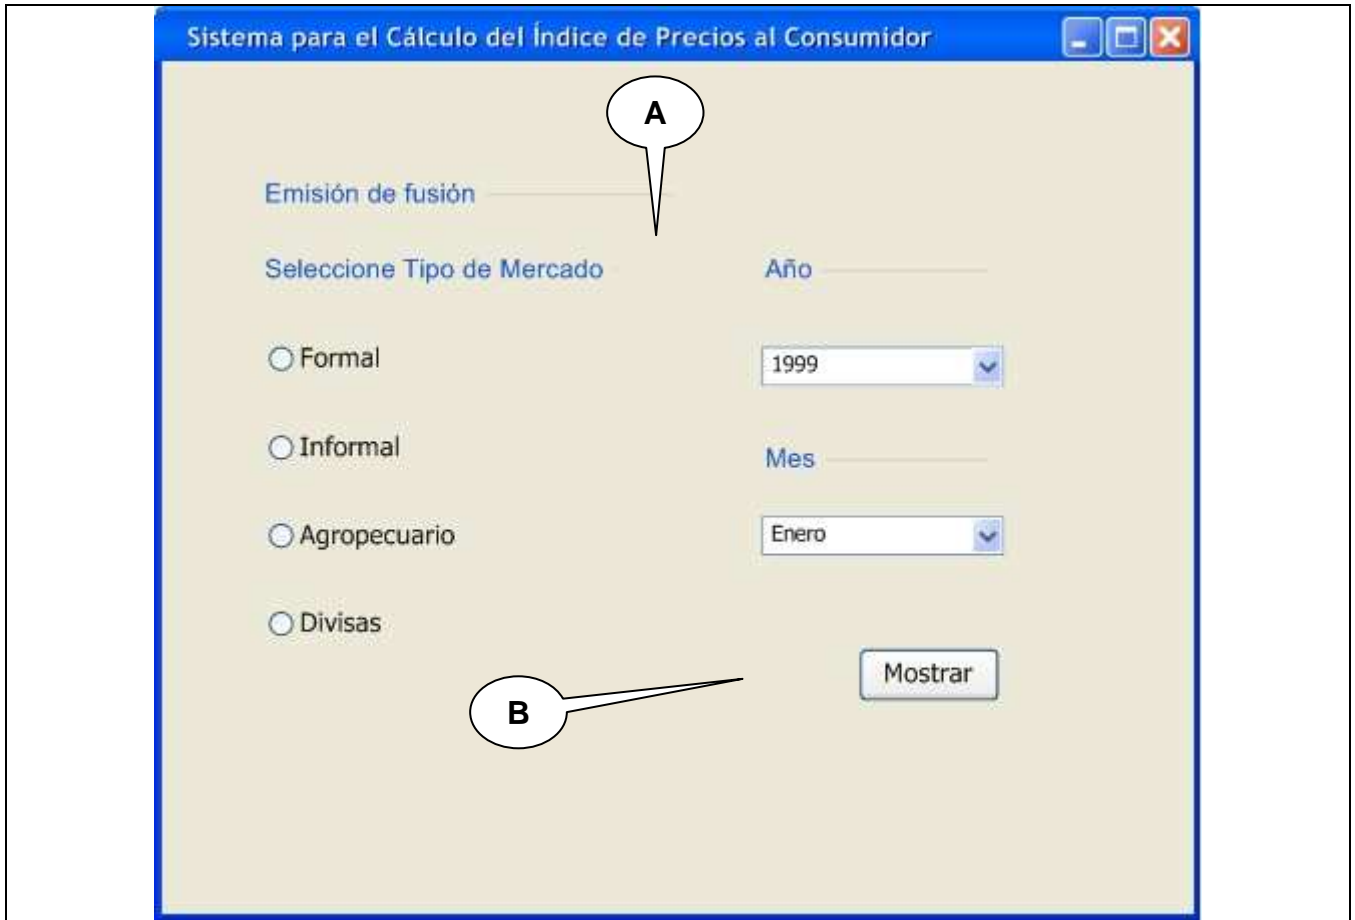 Sistema para el Cálculo del Índice de Precios al Consumidor
A
Emisión de fusión
Seleccione Tipo de Mercado
Año
Formal
1999
Informal
Mes
Agropecuario
Enero
Divisas
Mostrar
B